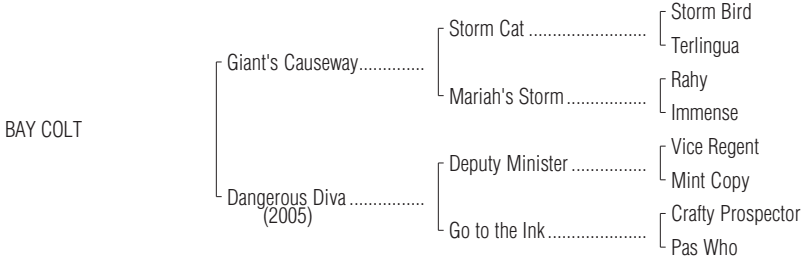 Storm Bird
Storm Cat ........................
Terlingua
Giant's Causeway..............
Rahy
Mariah's Storm .................
Immense
BAY COLT
Vice Regent
Deputy Minister ................
Mint Copy
Dangerous Diva ................
(2005)
Crafty Prospector
Go to the Ink.....................
Pas Who